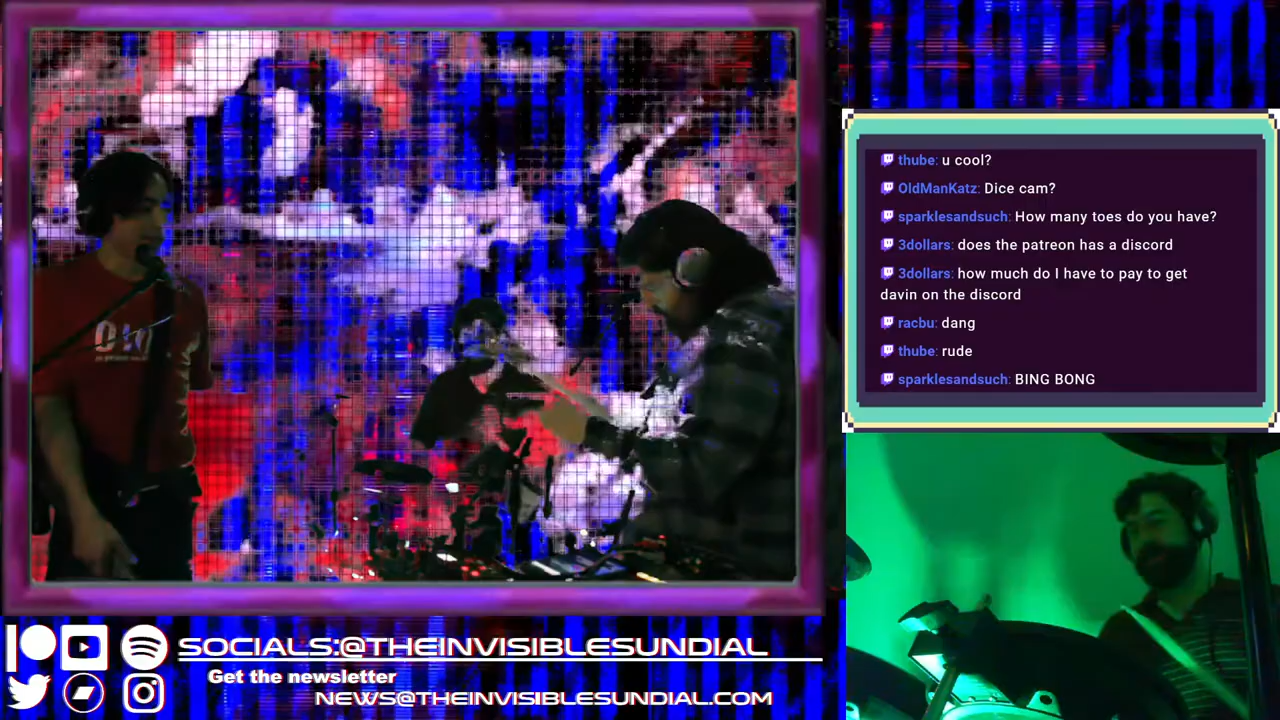 thube: u cool?
OldManKatz: Dice cam?
sparklesandsuch: How many toes do you have?
3dollars: does the patreon has a discord
3dollars: how much do I have to pay to get
davin on the discord
racbu: dang
thube: rude
sparklesandsuch: BING BONG
SOCIALS:@THEINVISIBLESUNDIAL
Get the newsletter
NEWS@THEINVISIBLESUNDIAL.COM